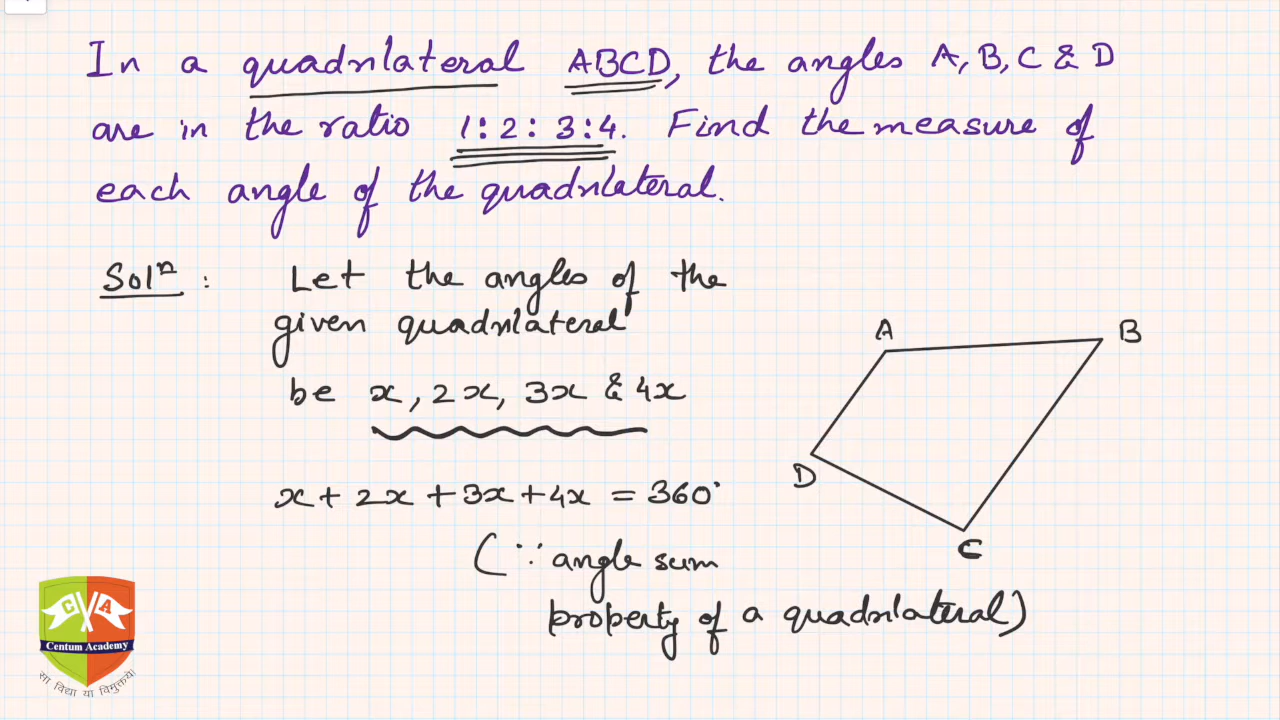 In a quadrilateral ABCD, the angles A, B, C & D
are in the ratio 1:2:3:4. Find the measure of
each angle of the quadrilateral.
Solⁿ : Let the angles of the
given quadrilateral
be x, 2x, 3x & 4x
x + 2x + 3x + 4x = 360°
(∵ angle sum
property of a quadrilateral)
A
B
D
C
C A
Centum Academy
सा विद्या या विमुक्तये।